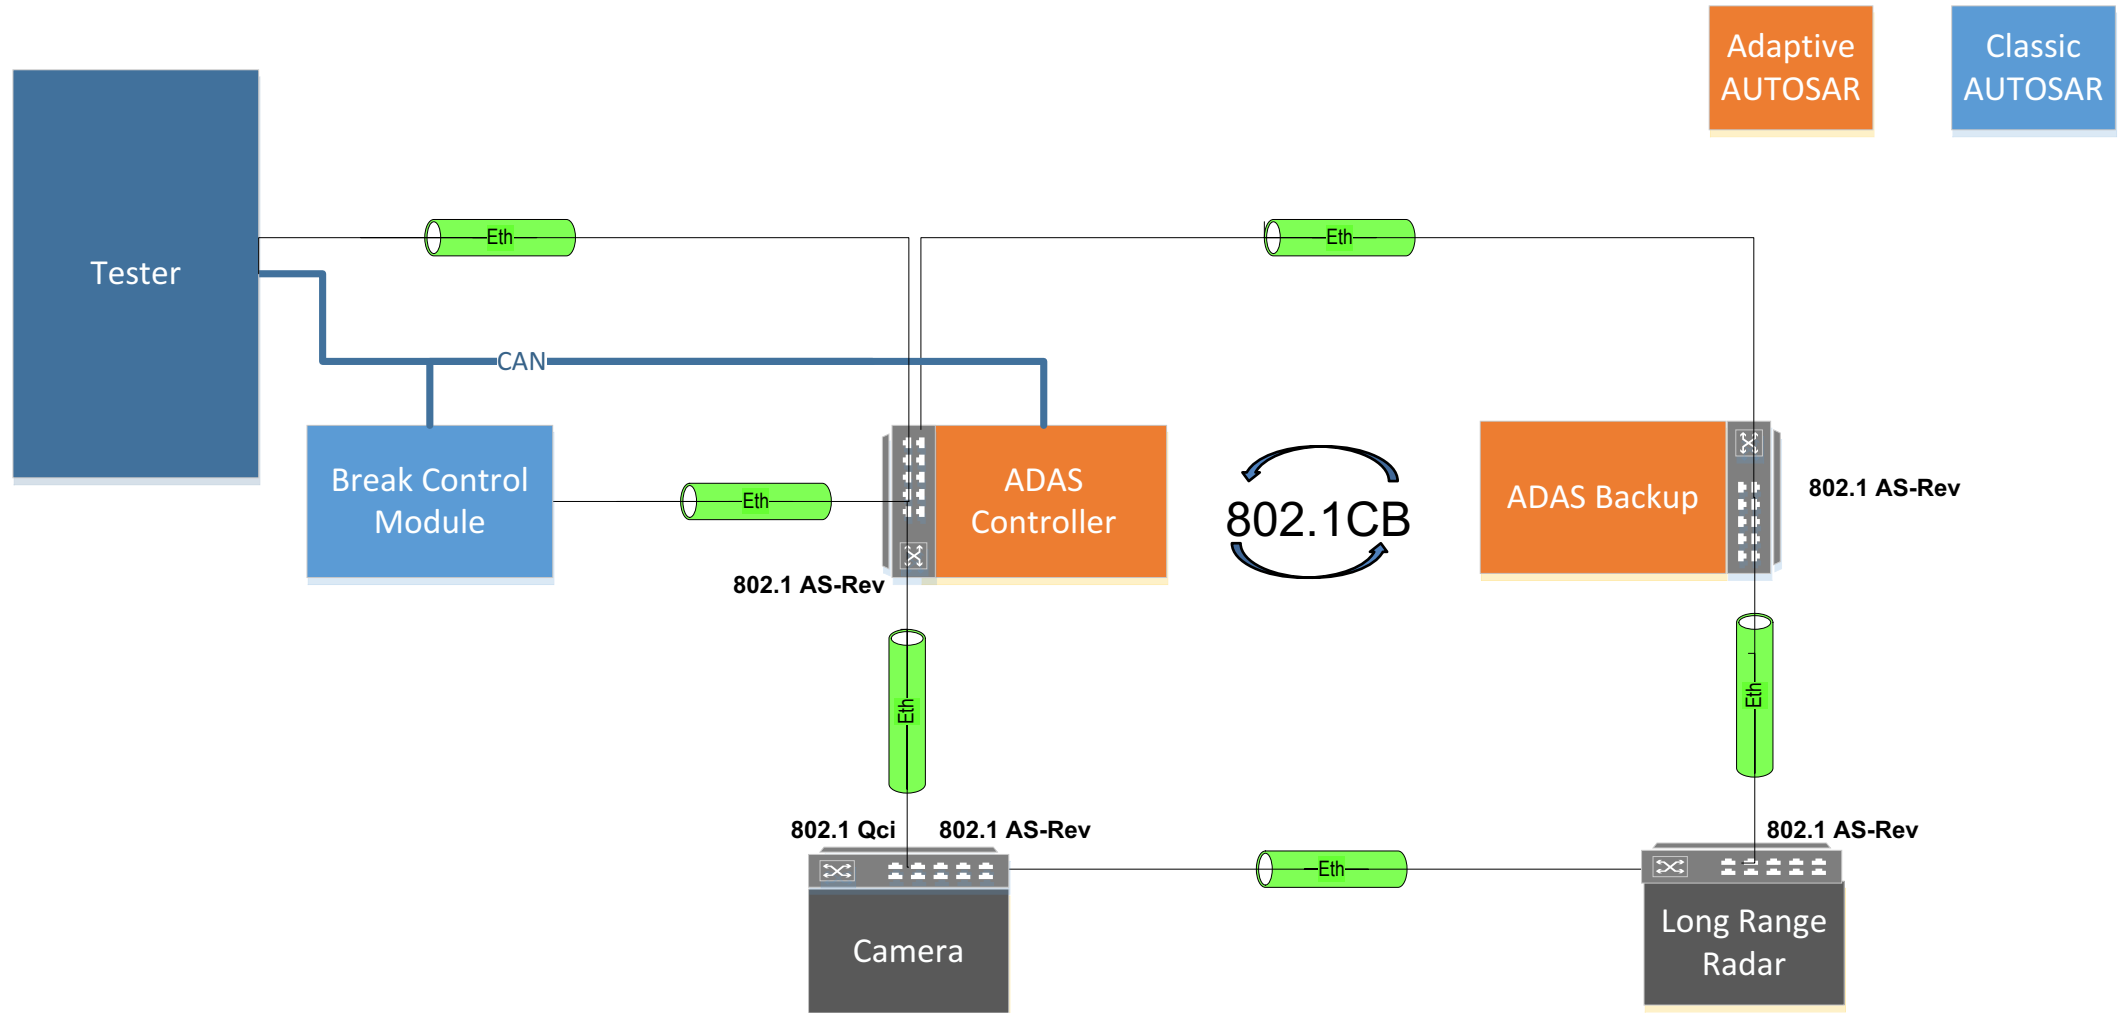 Adaptive
AUTOSAR
Classic
AUTOSAR
Tester
Eth
Eth
CAN
Break Control
Module
Eth
ADAS
Controller
802.1CB
ADAS Backup
802.1 AS-Rev
802.1 AS-Rev
Eth
Eth
802.1 Qci
802.1 AS-Rev
802.1 AS-Rev
Eth
Camera
Long Range
Radar